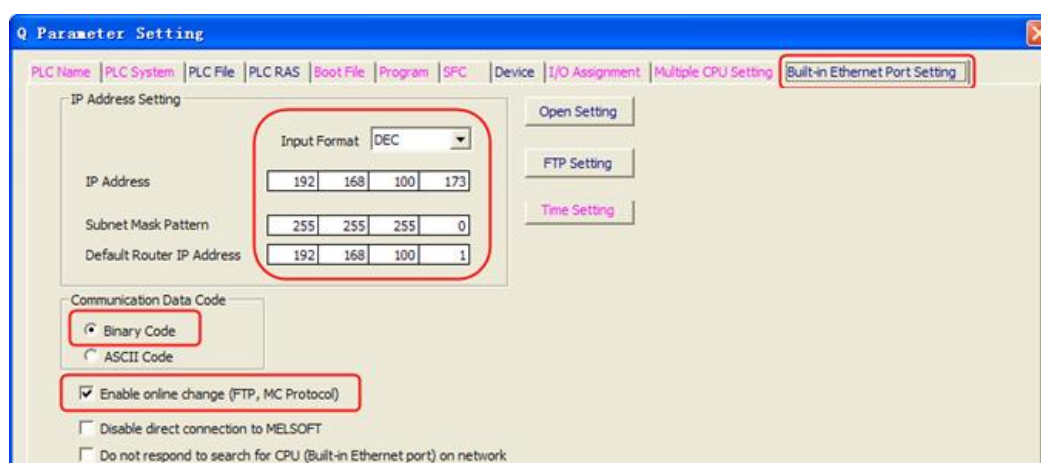 Q Parameter Setting
PLC Name PLC System PLC File PLC RAS Boot File Program SFC Device I/O Assignment Multiple CPU Setting Built-in Ethernet Port Setting
IP Address Setting
Input Format DEC
IP Address 192 168 100 173
Subnet Mask Pattern 255 255 255 0
Default Router IP Address 192 168 100 1
Open Setting
FTP Setting
Time Setting
Communication Data Code
Binary Code
ASCII Code
Enable online change (FTP, MC Protocol)
Disable direct connection to MELSOFT
Do not respond to search for CPU (Built-in Ethernet port) on network